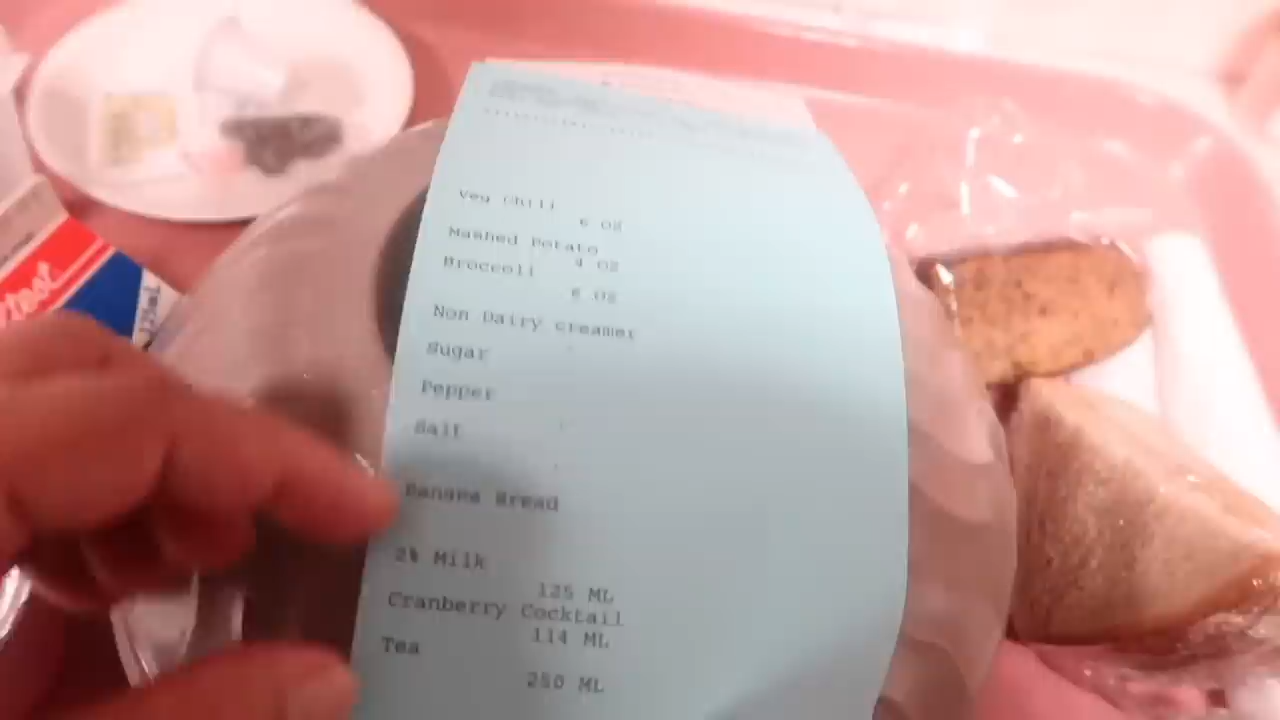 Veg Chili
6 OZ
Mashed Potato
4 OZ
Broccoli
6 OZ
Non Dairy creamer
Sugar
Pepper
Salt
Banana Bread
2% Milk
125 ML
Cranberry Cocktail
114 ML
Tea
250 ML